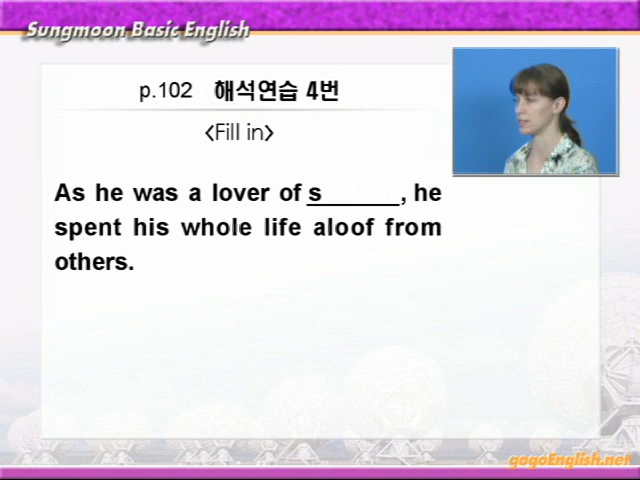 Sungmoon Basic English
p.102 해석연습 4번
<Fill in>
As he was a lover of s______, he
spent his whole life aloof from
others.
gogoEnglish.net